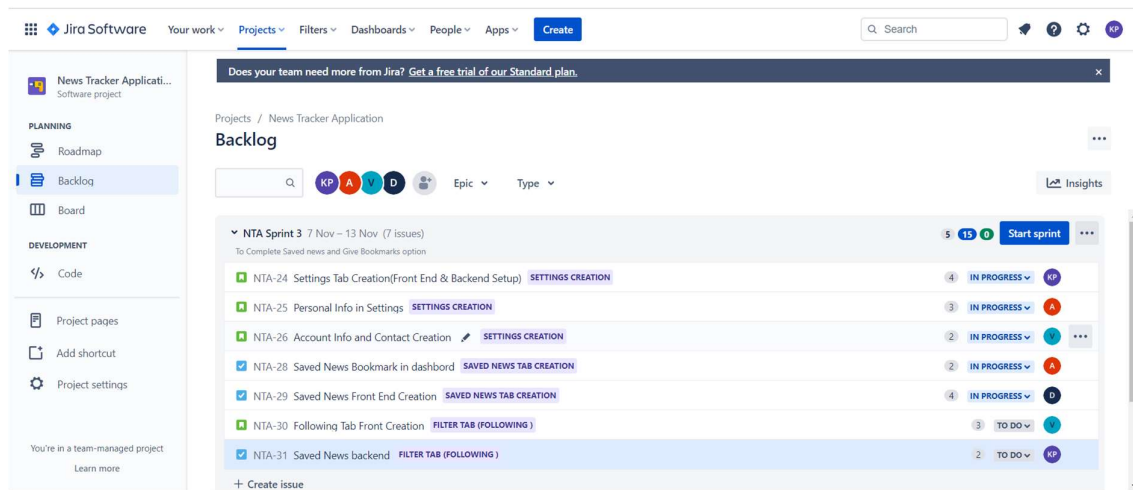 Jira Software Your work Projects Filters Dashboards People Apps Create Search KP
Does your team need more from Jira? Get a free trial of our Standard plan.
News Tracker Applicati...
Software project
PLANNING
Roadmap
Backlog
Board
DEVELOPMENT
Code
Project pages
Add shortcut
Project settings
You're in a team-managed project
Learn more
Projects / News Tracker Application
Backlog
KP A V D Epic Type Insights
NTA Sprint 3 7 Nov – 13 Nov (7 issues) 5 15 0 Start sprint
To Complete Saved news and Give Bookmarks option
NTA-24 Settings Tab Creation(Front End & Backend Setup) SETTINGS CREATION 4 IN PROGRESS KP
NTA-25 Personal Info in Settings SETTINGS CREATION 3 IN PROGRESS A
NTA-26 Account Info and Contact Creation SETTINGS CREATION 2 IN PROGRESS V
NTA-28 Saved News Bookmark in dashbord SAVED NEWS TAB CREATION 2 IN PROGRESS A
NTA-29 Saved News Front End Creation SAVED NEWS TAB CREATION 4 IN PROGRESS D
NTA-30 Following Tab Front Creation FILTER TAB (FOLLOWING ) 3 TO DO V
NTA-31 Saved News backend FILTER TAB (FOLLOWING ) 2 TO DO KP
+ Create issue